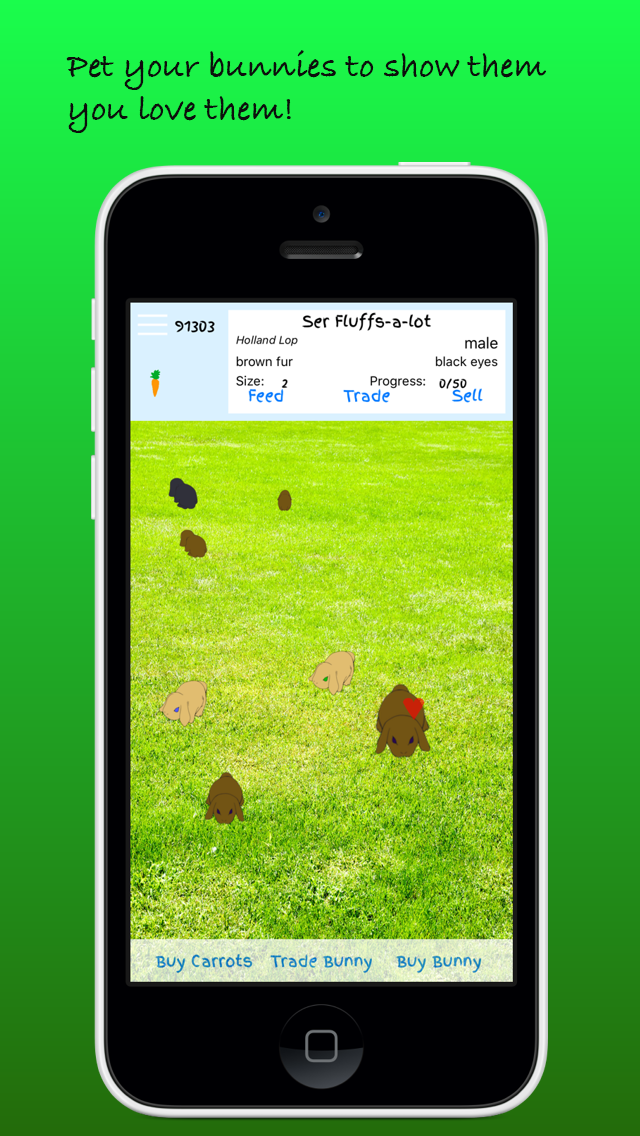 Pet your bunnies to show them
you love them!
91303
Ser Fluffs-a-lot
Holland Lop
male
brown fur
black eyes
Size: 2
Progress: 0/50
Feed
Trade
Sell
Buy Carrots
Trade Bunny
Buy Bunny